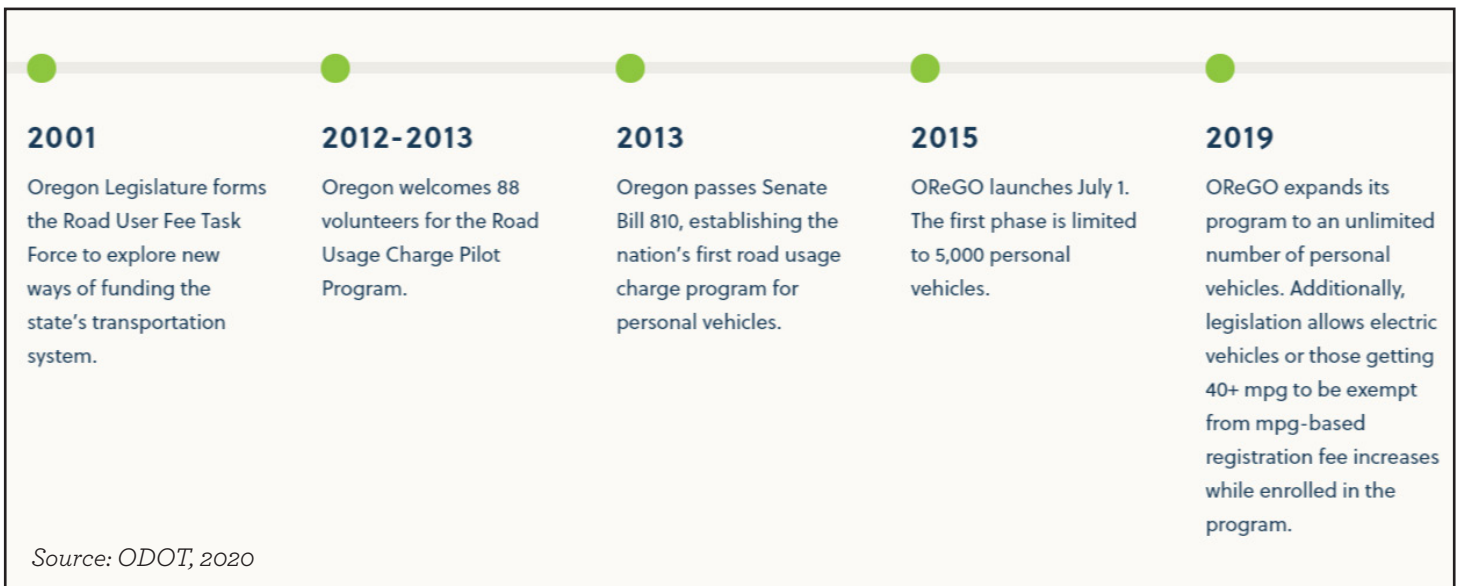 2001
Oregon Legislature forms
the Road User Fee Task
Force to explore new
ways of funding the
state's transportation
system.
2012-2013
Oregon welcomes 88
volunteers for the Road
Usage Charge Pilot
Program.
2013
Oregon passes Senate
Bill 810, establishing the
nation's first road usage
charge program for
personal vehicles.
2015
OReGO launches July 1.
The first phase is limited
to 5,000 personal
vehicles.
2019
OReGO expands its
program to an unlimited
number of personal
vehicles. Additionally,
legislation allows electric
vehicles or those getting
40+ mpg to be exempt
from mpg-based
registration fee increases
while enrolled in the
program.
Source: ODOT, 2020